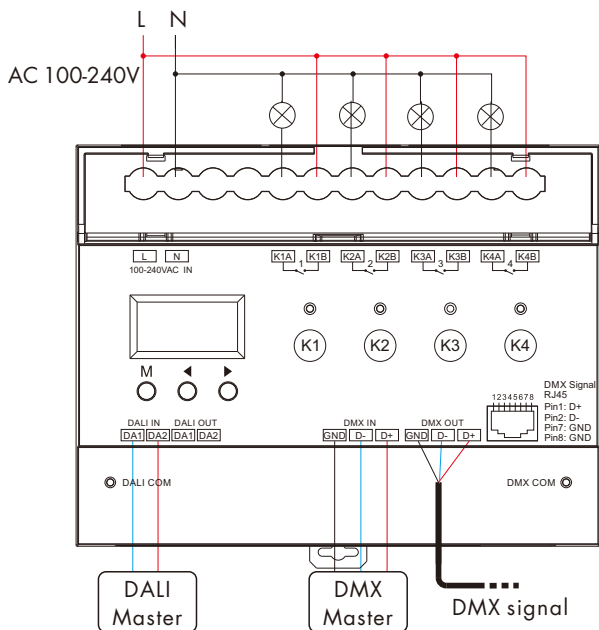 L N
AC 100-240V
L N K1A K1B K2A K2B K3A K3B K4A K4B
100-240VAC IN 1 2 3 4
K1 K2 K3 K4
M ◀ ▶
DMX Signal
RJ45
12345678
Pin1: D+
Pin2: D-
Pin7: GND
Pin8: GND
DALI IN DALI OUT DMX IN DMX OUT
DA1 DA2 DA1 DA2 GND D- D+ GND D- D+
DALI COM DMX COM
DALI
Master
DMX
Master
DMX signal